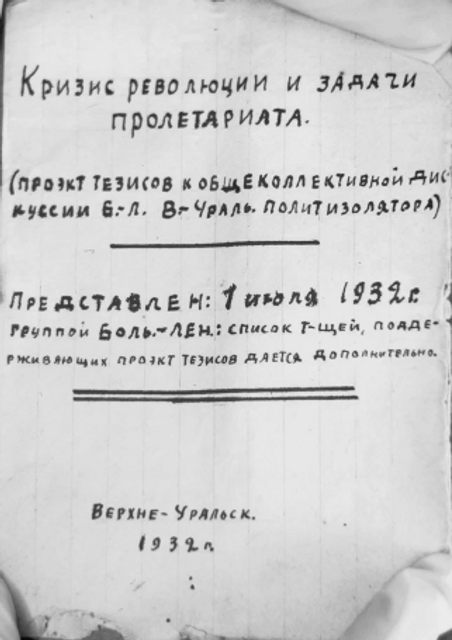 Кризис революции и задачи
пролетариата.
(проэкт тезисов к общеколлективной дис-
куссии Б.-Л. В.-Ураль. политизолятора)
Представлен: 1 июля 1932 г.
группой Боль.-Лен.: список т-щей, подде-
рживающих проэкт тезисов дается дополнительно.
Верхне-Уральск.
1932 г.